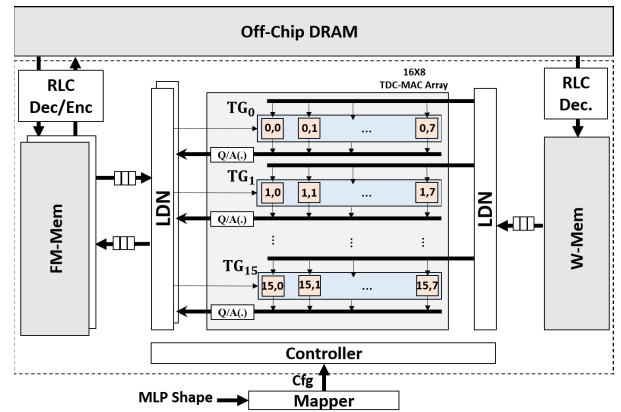 Off-Chip DRAM
RLC
Dec/Enc
16X8
TDC-MAC Array
RLC
Dec.
TG0
0,0 0,1 ... 0,7
Q/A(.)
TG1
1,0 1,1 ... 1,7
Q/A(.)
⋮ ⋮ ⋮
TG15
15,0 15,1 ... 15,7
Q/A(.)
FM-Mem
LDN
LDN
W-Mem
Controller
Cfg
MLP Shape
Mapper